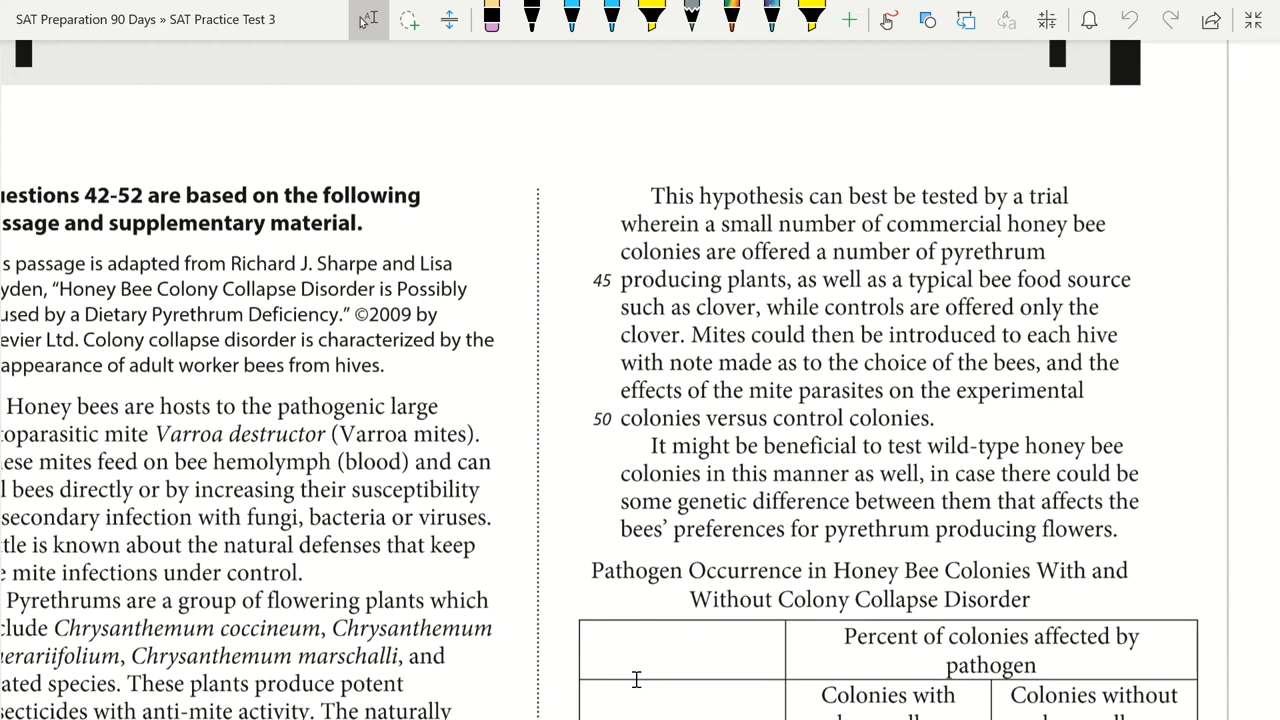 SAT Preparation 90 Days » SAT Practice Test 3
uestions 42-52 are based on the following
ssage and supplementary material.
s passage is adapted from Richard J. Sharpe and Lisa
yden, “Honey Bee Colony Collapse Disorder is Possibly
used by a Dietary Pyrethrum Deficiency.” ©2009 by
evier Ltd. Colony collapse disorder is characterized by the
appearance of adult worker bees from hives.
Honey bees are hosts to the pathogenic large
toparasitic mite Varroa destructor (Varroa mites).
ese mites feed on bee hemolymph (blood) and can
l bees directly or by increasing their susceptibility
secondary infection with fungi, bacteria or viruses.
tle is known about the natural defenses that keep
e mite infections under control.
Pyrethrums are a group of flowering plants which
clude Chrysanthemum coccineum, Chrysanthemum
erariifolium, Chrysanthemum marschalli, and
ated species. These plants produce potent
secticides with anti-mite activity. The naturally
This hypothesis can best be tested by a trial
wherein a small number of commercial honey bee
colonies are offered a number of pyrethrum
45 producing plants, as well as a typical bee food source
such as clover, while controls are offered only the
clover. Mites could then be introduced to each hive
with note made as to the choice of the bees, and the
effects of the mite parasites on the experimental
50 colonies versus control colonies.
It might be beneficial to test wild-type honey bee
colonies in this manner as well, in case there could be
some genetic difference between them that affects the
bees’ preferences for pyrethrum producing flowers.
Pathogen Occurrence in Honey Bee Colonies With and
Without Colony Collapse Disorder
Percent of colonies affected by
pathogen
Colonies with
Colonies without